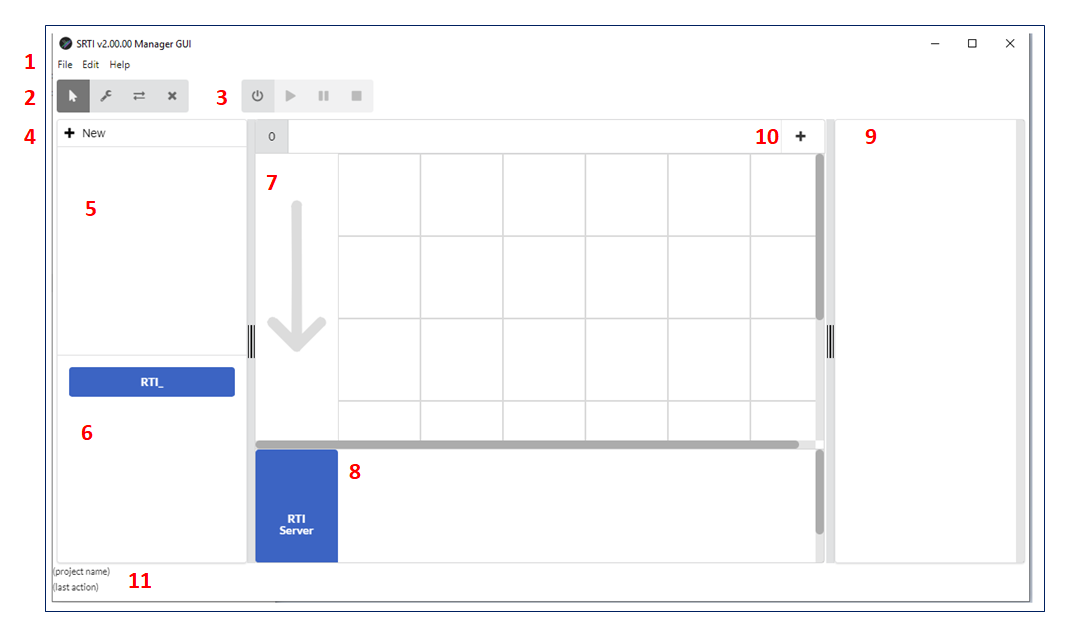 SRTI v2.00.00 Manager GUI
1
File Edit Help
2
3
4
New
0
10
9
7
5
RTI_
6
8
RTI
Server
(project name)
11
(last action)